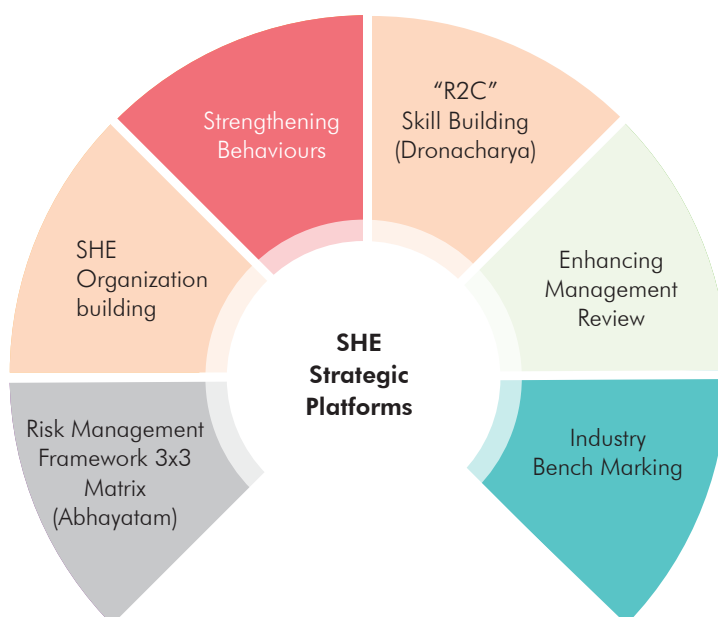 Risk Management
Framework 3x3
Matrix
(Abhayatam)
SHE
Organization
building
Strengthening
Behaviours
“R2C”
Skill Building
(Dronacharya)
Enhancing
Management
Review
Industry
Bench Marking
SHE
Strategic
Platforms